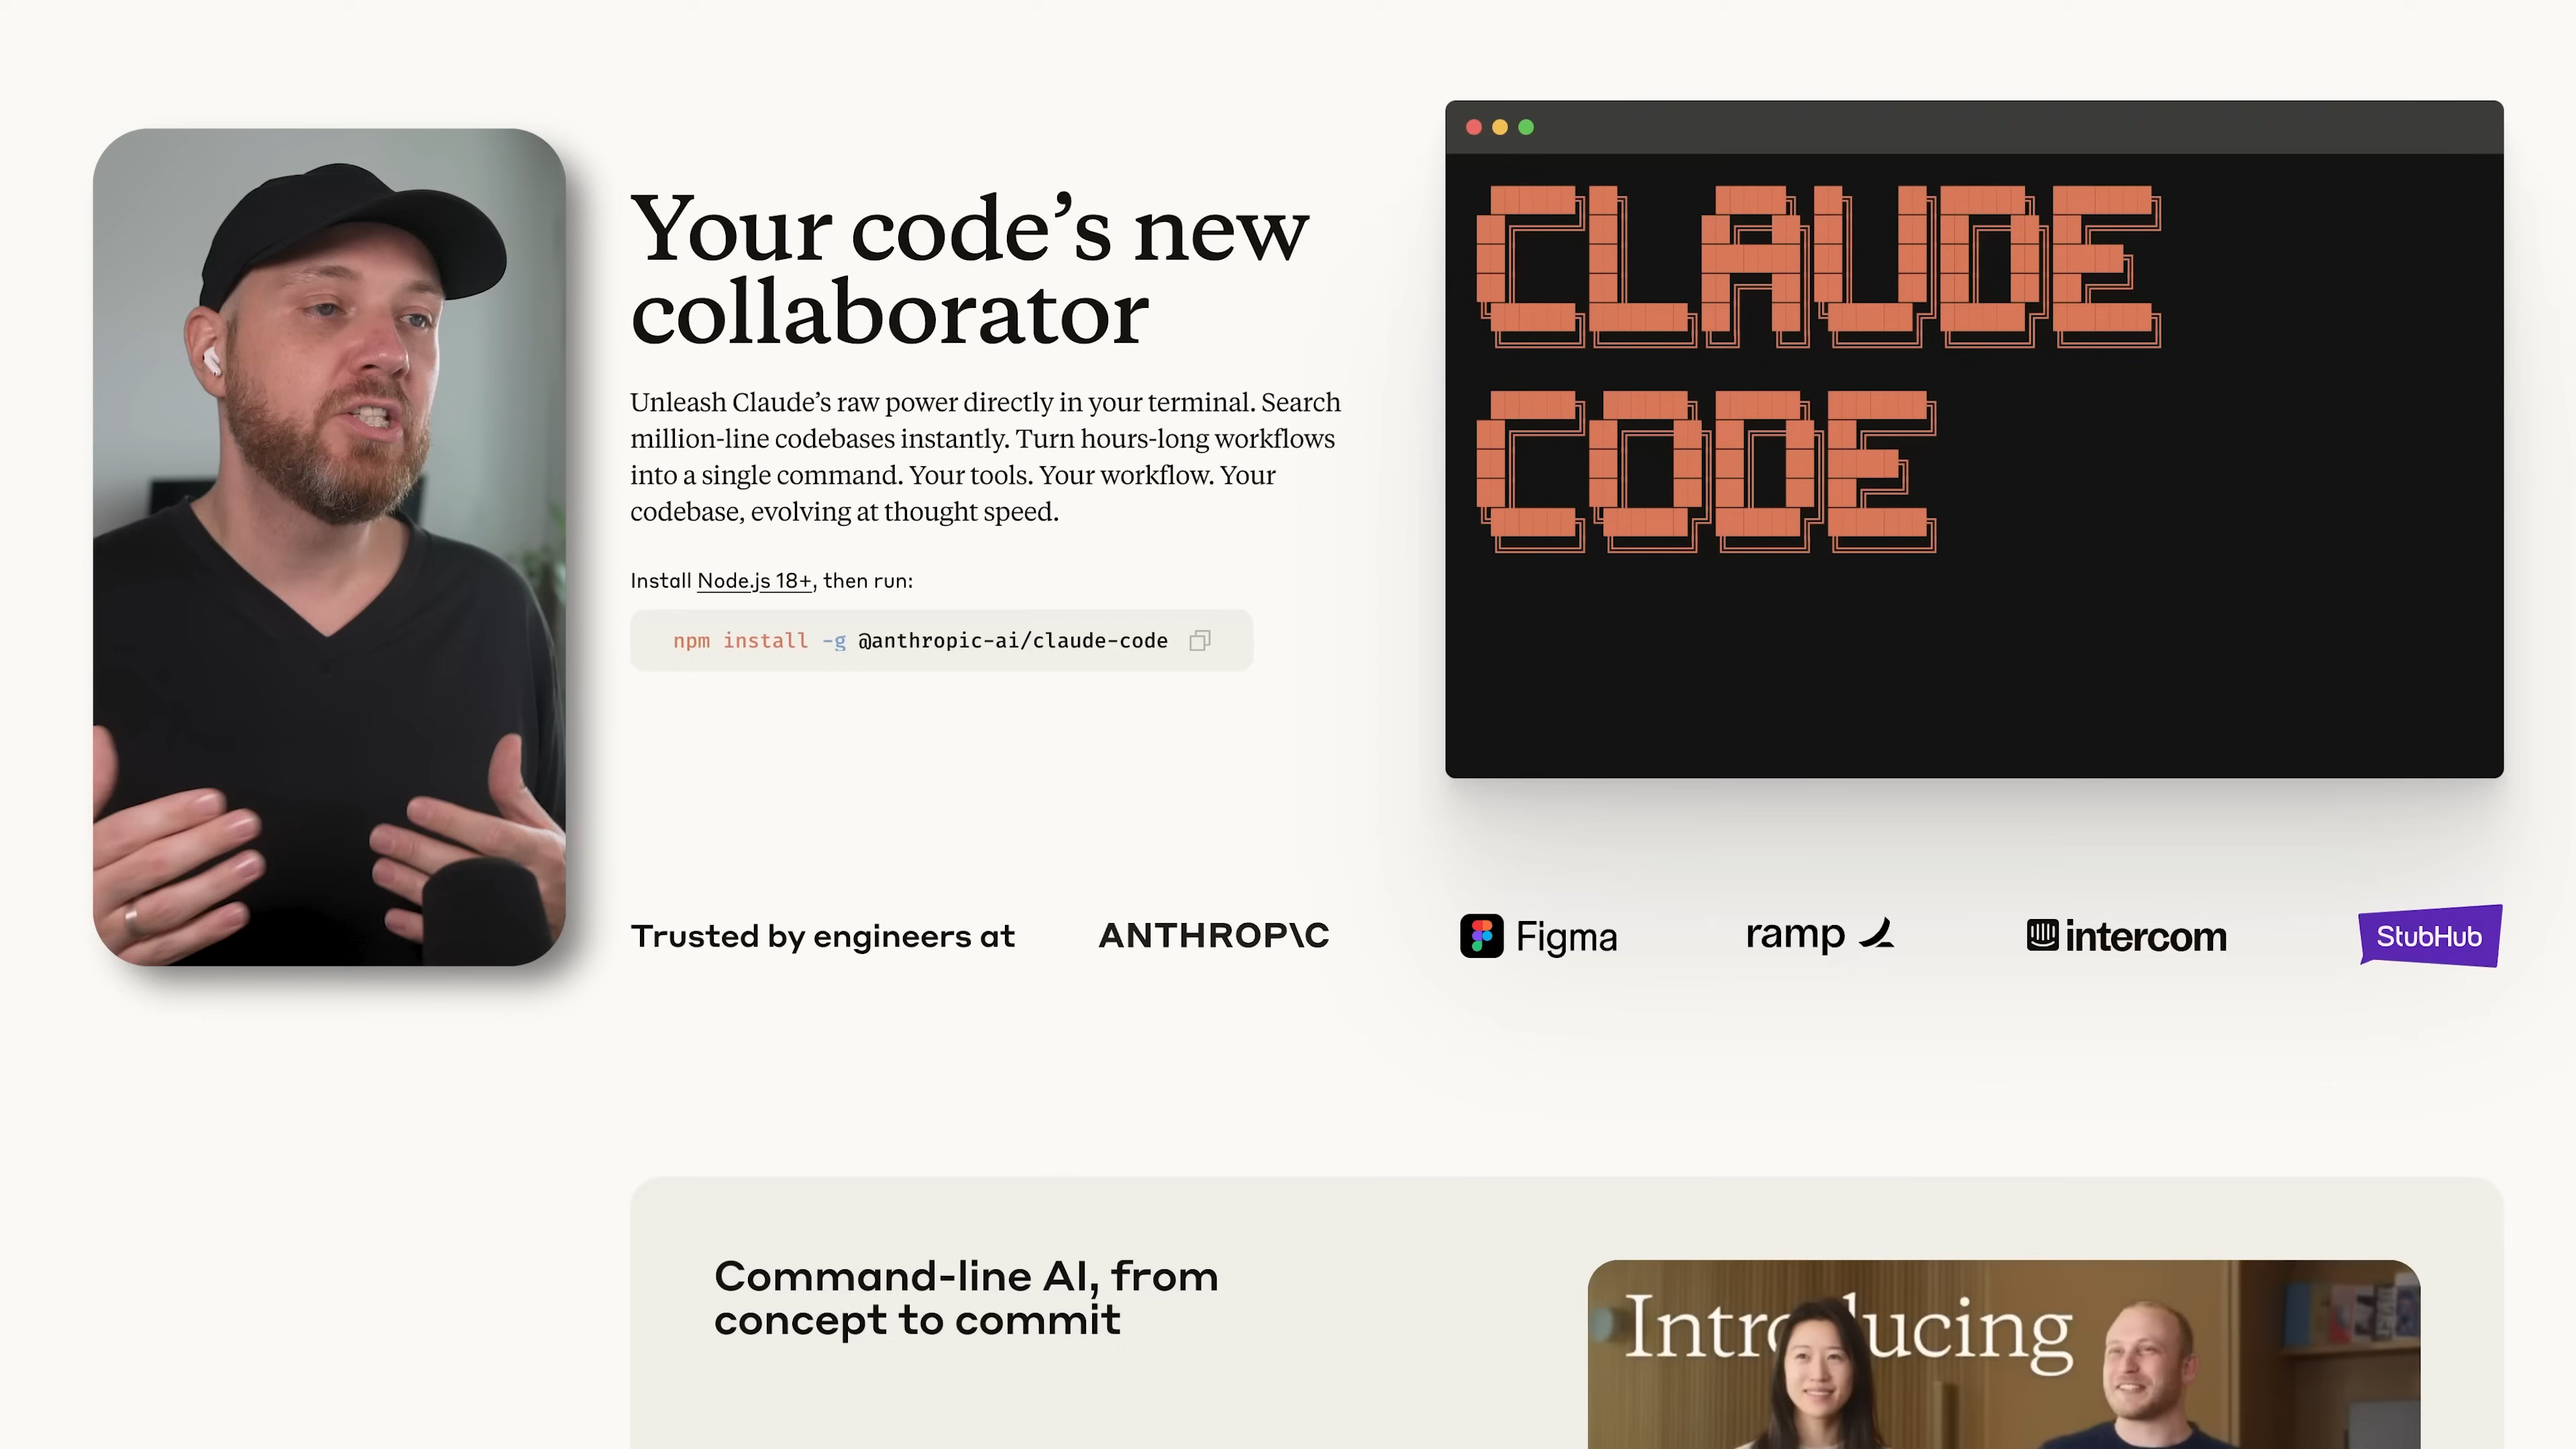 Your code’s new
collaborator
Unleash Claude’s raw power directly in your terminal. Search
million-line codebases instantly. Turn hours-long workflows
into a single command. Your tools. Your workflow. Your
codebase, evolving at thought speed.
Install Node.js 18+, then run:
npm install -g @anthropic-ai/claude-code
CLAUDE
CODE
Trusted by engineers at
ANTHROP\C
Figma
ramp
intercom
StubHub
Command-line AI, from
concept to commit
Introducing